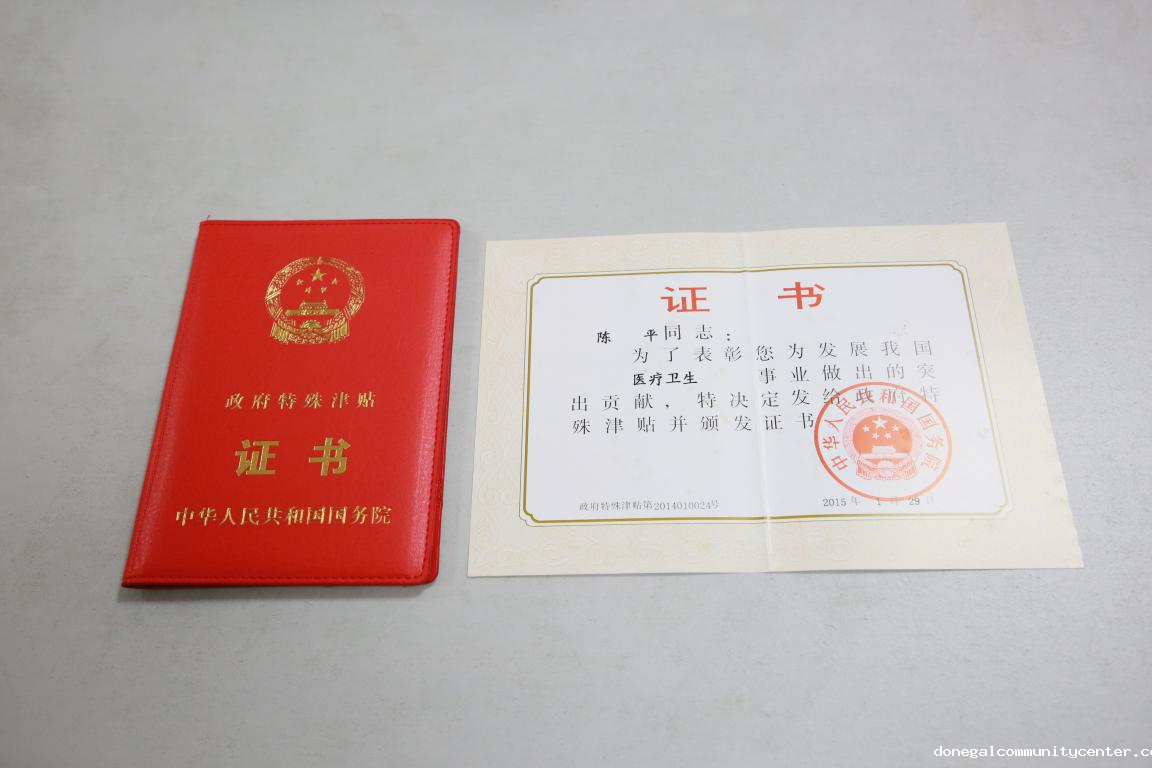 政府特殊津贴
证书
中华人民共和国国务院
证 书
陈 平同志：
为了表彰您为发展我国
医疗卫生 事业做出的突
出贡献，特决定发给政府特
殊津贴并颁发证书
中华人民共和国国务院
政府特殊津贴第2014010024号
2015 年 1 月 29 日
donegalcommunitycenter.c